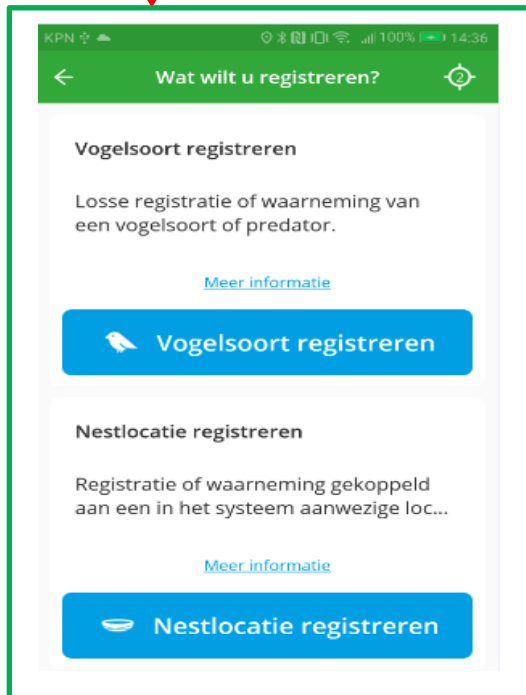 KPN 100% 14:36
Wat wilt u registreren? 2
Vogelsoort registreren
Losse registratie of waarneming van
een vogelsoort of predator.
Meer informatie
Vogelsoort registreren
Nestlocatie registreren
Registratie of waarneming gekoppeld
aan een in het systeem aanwezige loc...
Meer informatie
Nestlocatie registreren